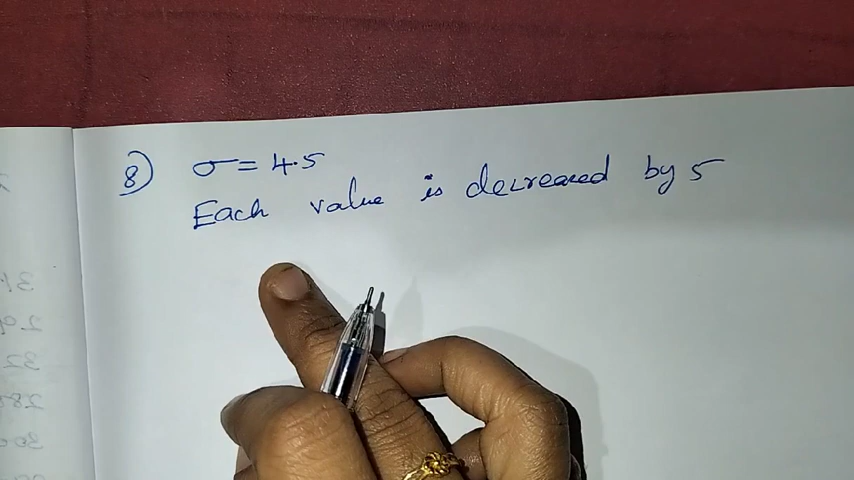 8) σ = 4.5
Each value is decreased by 5